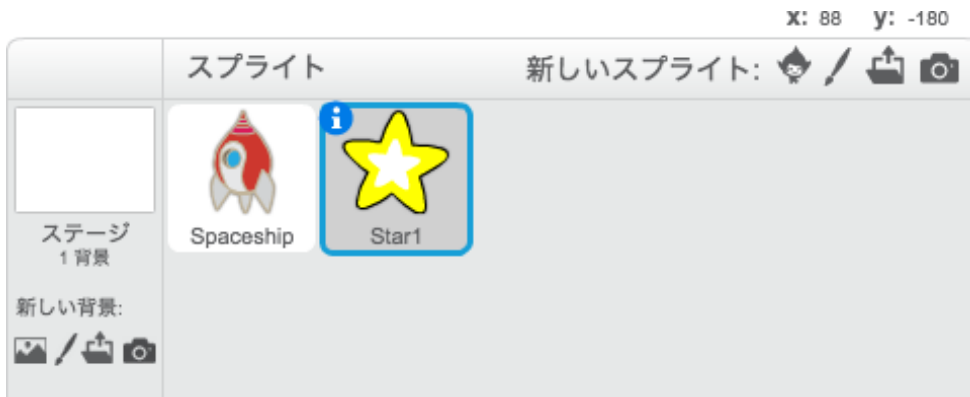 x: 88 y: -180
スプライト 新しいスプライト:
Spaceship Star1
ステージ
1 背景
新しい背景: